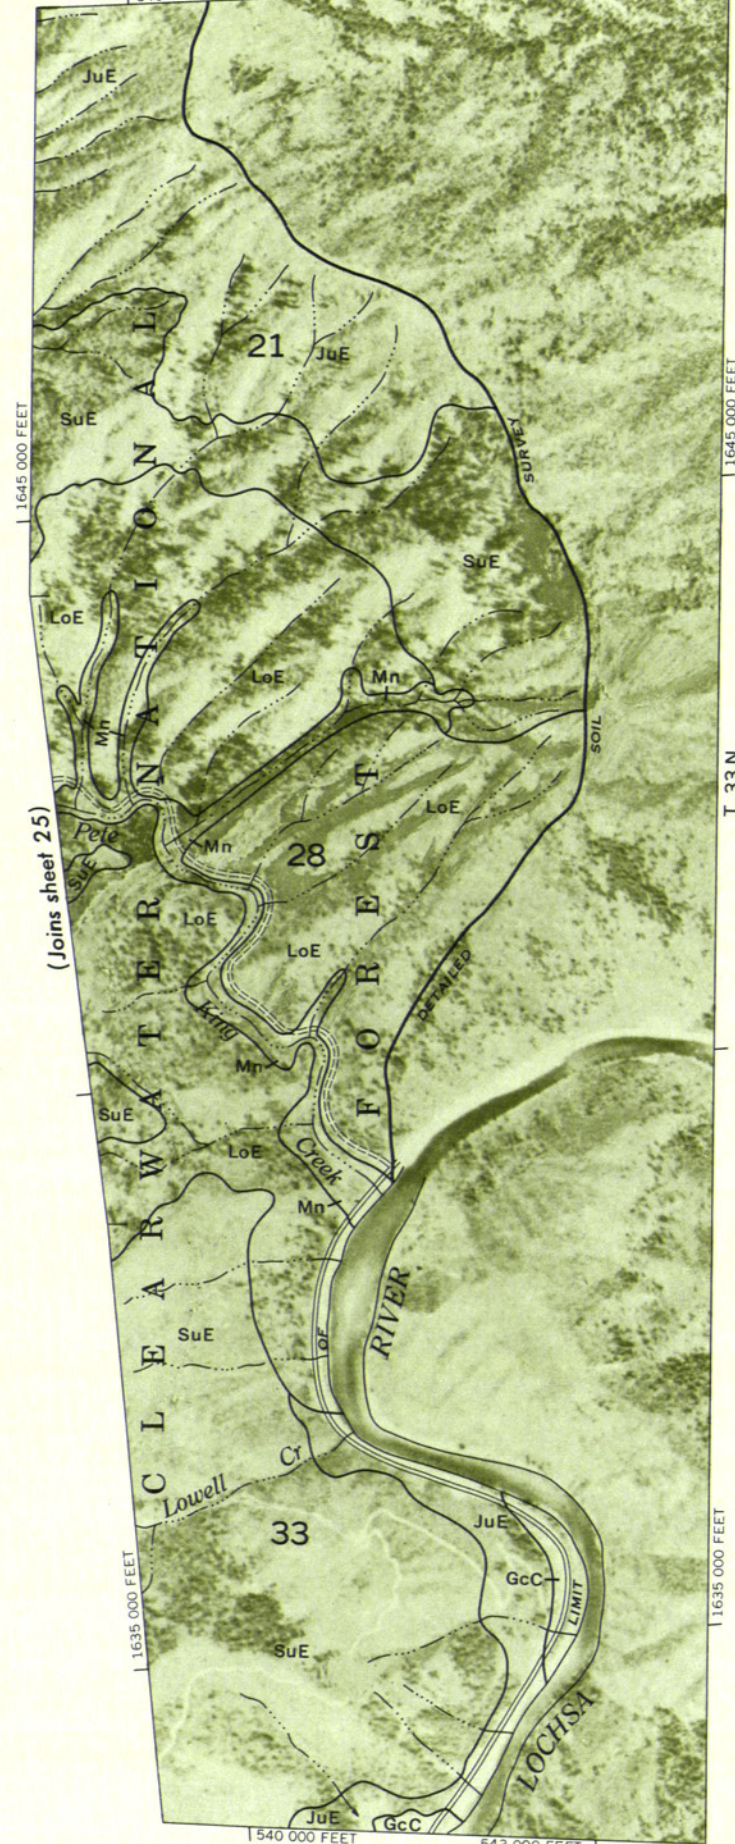 JuE
21
JuE
SuE
1645 000 FEET
1645 000 FEET
SURVEY
SuE
LoE
LoE
Mn
Mn
SOIL
T 33 N
LoE
Pete
Mn
28
SuE
(Joins sheet 25)
LoE
LoE
DETAILED
King
Mn
SuE
LoE
Creek
Mn
CLEARWATER NATIONAL
FOREST
RIVER
OF
SuE
Lowell Cr
33
JuE
GcC
LIMIT
1635 000 FEET
1635 000 FEET
SuE
LOCHSA
JuE
GcC
540 000 FEET